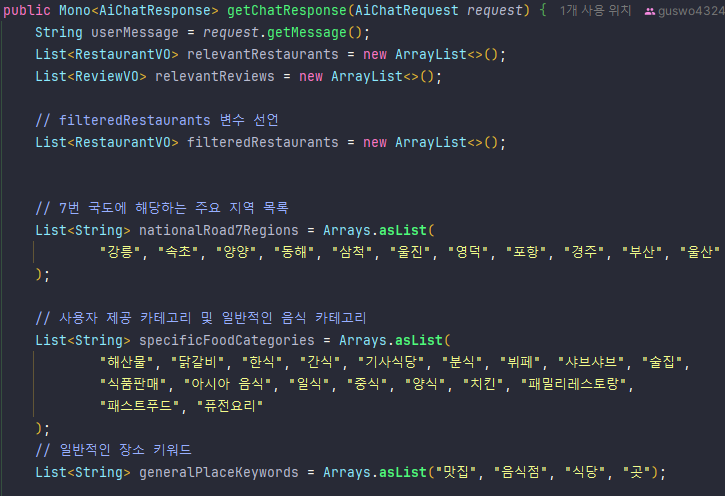 public Mono<AiChatResponse> getChatResponse(AiChatRequest request) { 1개 사용 위치 guswo4324
String userMessage = request.getMessage();
List<RestaurantVO> relevantRestaurants = new ArrayList<>();
List<ReviewVO> relevantReviews = new ArrayList<>();
// filteredRestaurants 변수 선언
List<RestaurantVO> filteredRestaurants = new ArrayList<>();
// 7번 국도에 해당하는 주요 지역 목록
List<String> nationalRoad7Regions = Arrays.asList(
"강릉", "속초", "양양", "동해", "삼척", "울진", "영덕", "포항", "경주", "부산", "울산"
);
// 사용자 제공 카테고리 및 일반적인 음식 카테고리
List<String> specificFoodCategories = Arrays.asList(
"해산물", "닭갈비", "한식", "간식", "기사식당", "분식", "뷔페", "샤브샤브", "술집",
"식품판매", "아시아 음식", "일식", "중식", "양식", "치킨", "패밀리레스토랑",
"패스트푸드", "퓨전요리"
);
// 일반적인 장소 키워드
List<String> generalPlaceKeywords = Arrays.asList("맛집", "음식점", "식당", "곳");